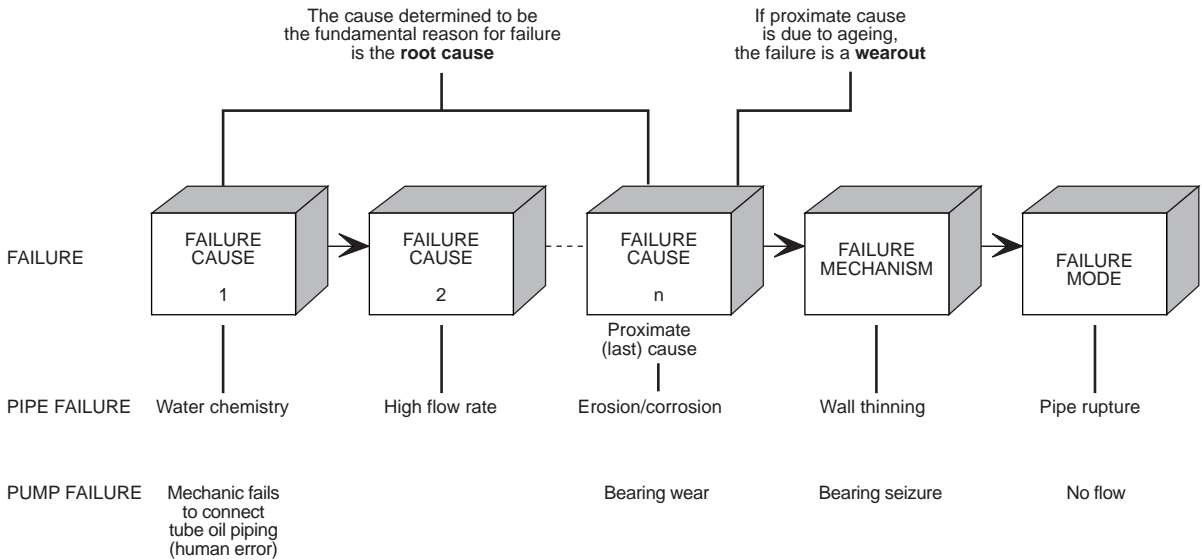 The cause determined to be
the fundamental reason for failure
is the root cause
If proximate cause
is due to ageing,
the failure is a wearout
FAILURE
FAILURE
CAUSE
1
FAILURE
CAUSE
2
FAILURE
CAUSE
n
FAILURE
MECHANISM
FAILURE
MODE
Proximate
(last) cause
PIPE FAILURE
Water chemistry
High flow rate
Erosion/corrosion
Wall thinning
Pipe rupture
PUMP FAILURE
Mechanic fails
to connect
tube oil piping
(human error)
Bearing wear
Bearing seizure
No flow